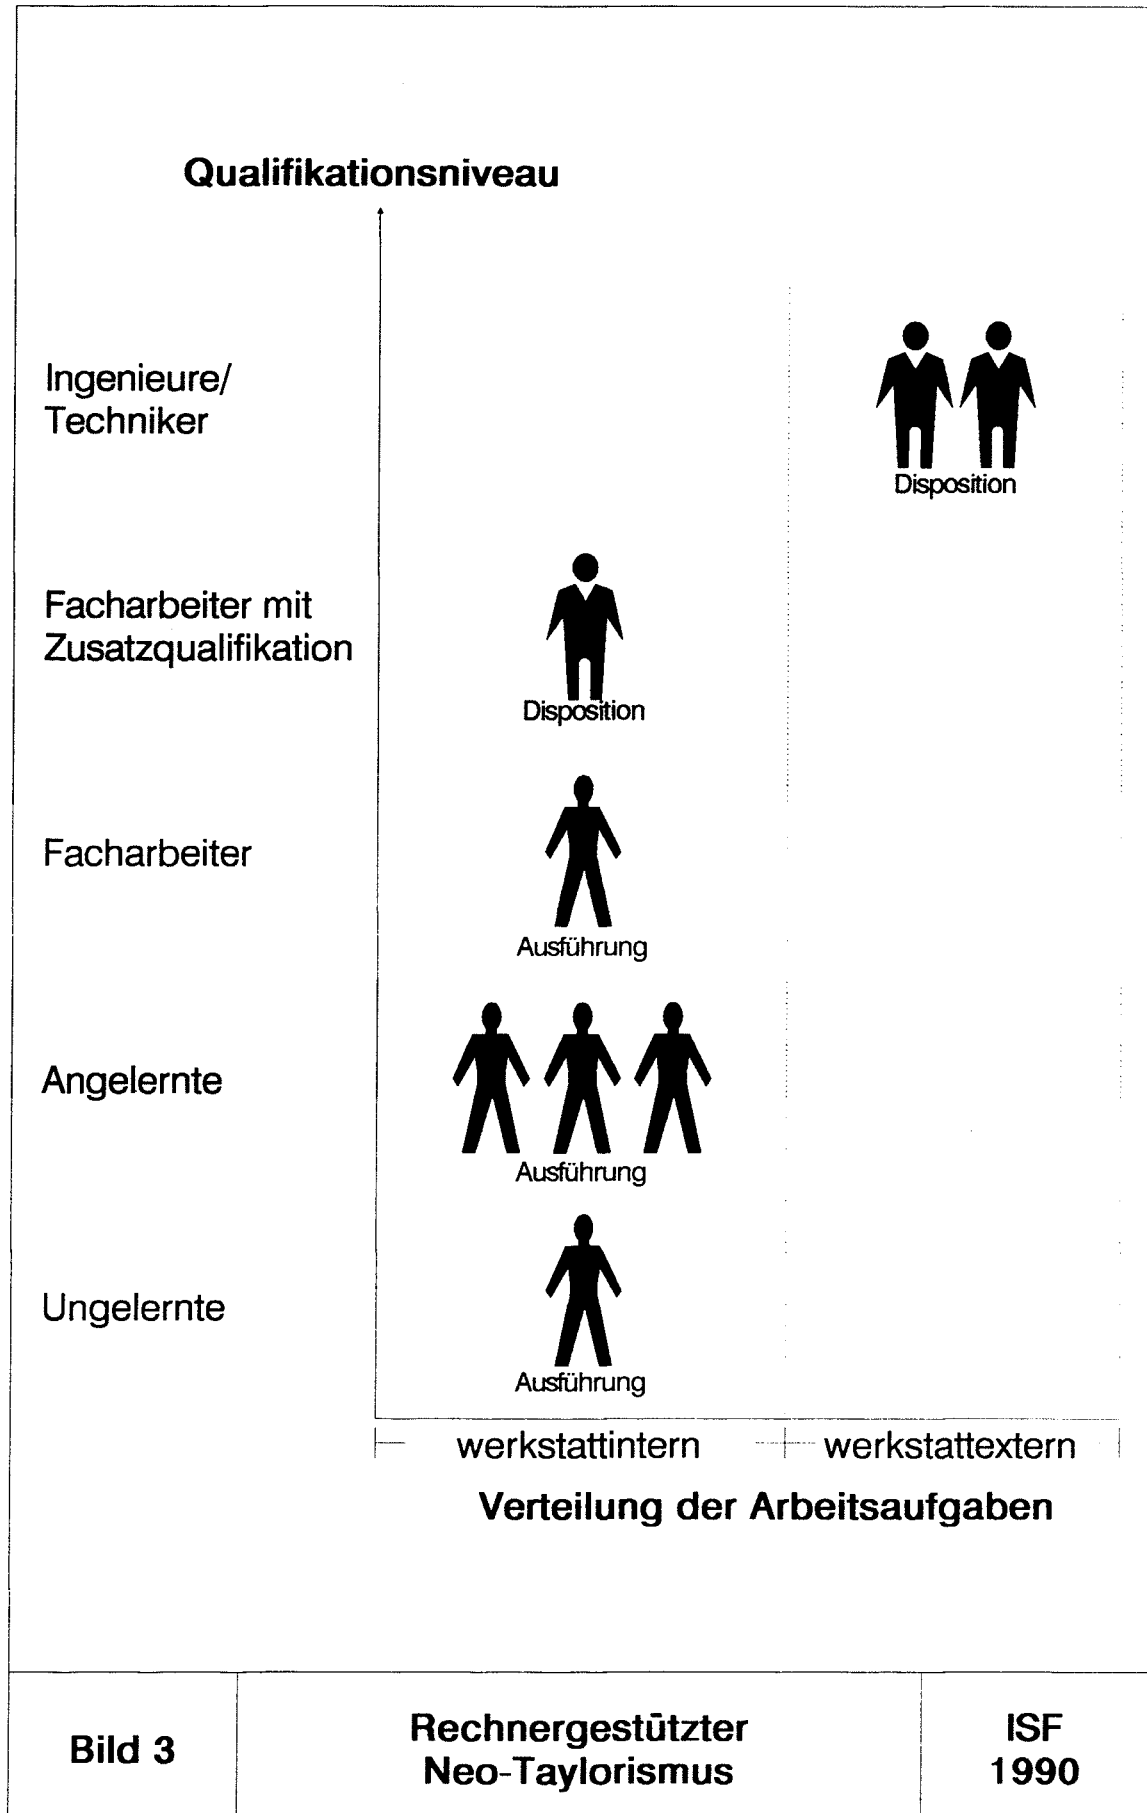 Qualifikationsniveau
Ingenieure/
Techniker
Disposition
Facharbeiter mit
Zusatzqualifikation
Disposition
Facharbeiter
Ausführung
Angelernte
Ausführung
Ungelernte
Ausführung
werkstattintern werkstattextern
Verteilung der Arbeitsaufgaben
Bild 3
Rechnergestützter
Neo-Taylorismus
ISF
1990